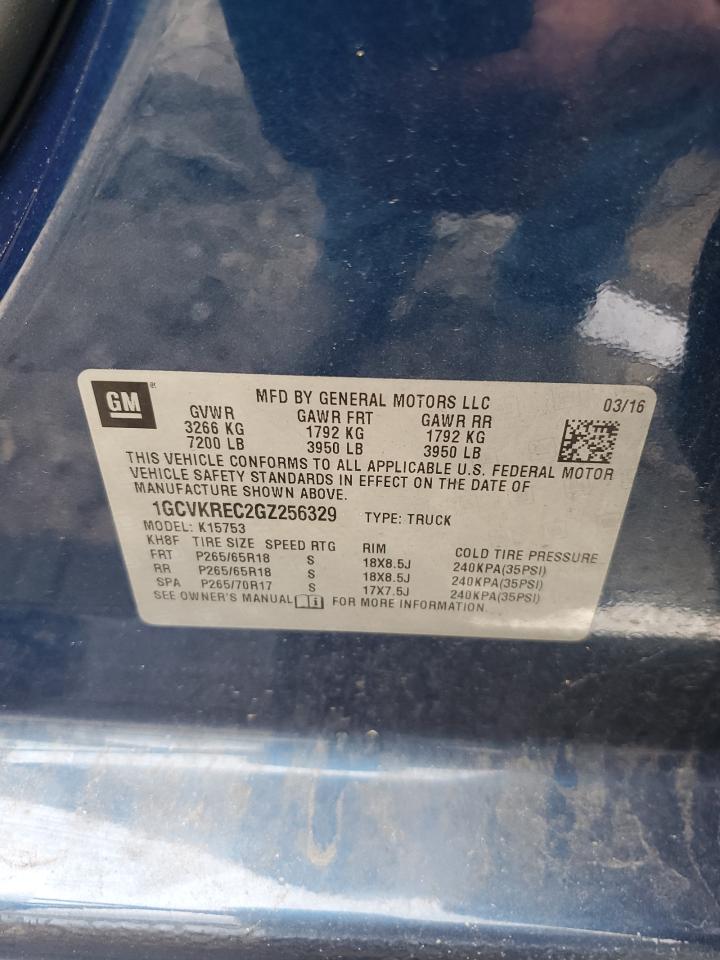 GM ®
MFD BY GENERAL MOTORS LLC 03/16
GVWR GAWR FRT GAWR RR
3266 KG 1792 KG 1792 KG
7200 LB 3950 LB 3950 LB
THIS VEHICLE CONFORMS TO ALL APPLICABLE U.S. FEDERAL MOTOR
VEHICLE SAFETY STANDARDS IN EFFECT ON THE DATE OF
MANUFACTURE SHOWN ABOVE.
1GCVKREC2GZ256329 TYPE: TRUCK
MODEL: K15753
KH8F TIRE SIZE SPEED RTG RIM COLD TIRE PRESSURE
FRT P265/65R18 S 18X8.5J 240KPA(35PSI)
RR P265/65R18 S 18X8.5J 240KPA(35PSI)
SPA P265/70R17 S 17X7.5J 240KPA(35PSI)
SEE OWNER'S MANUAL FOR MORE INFORMATION.